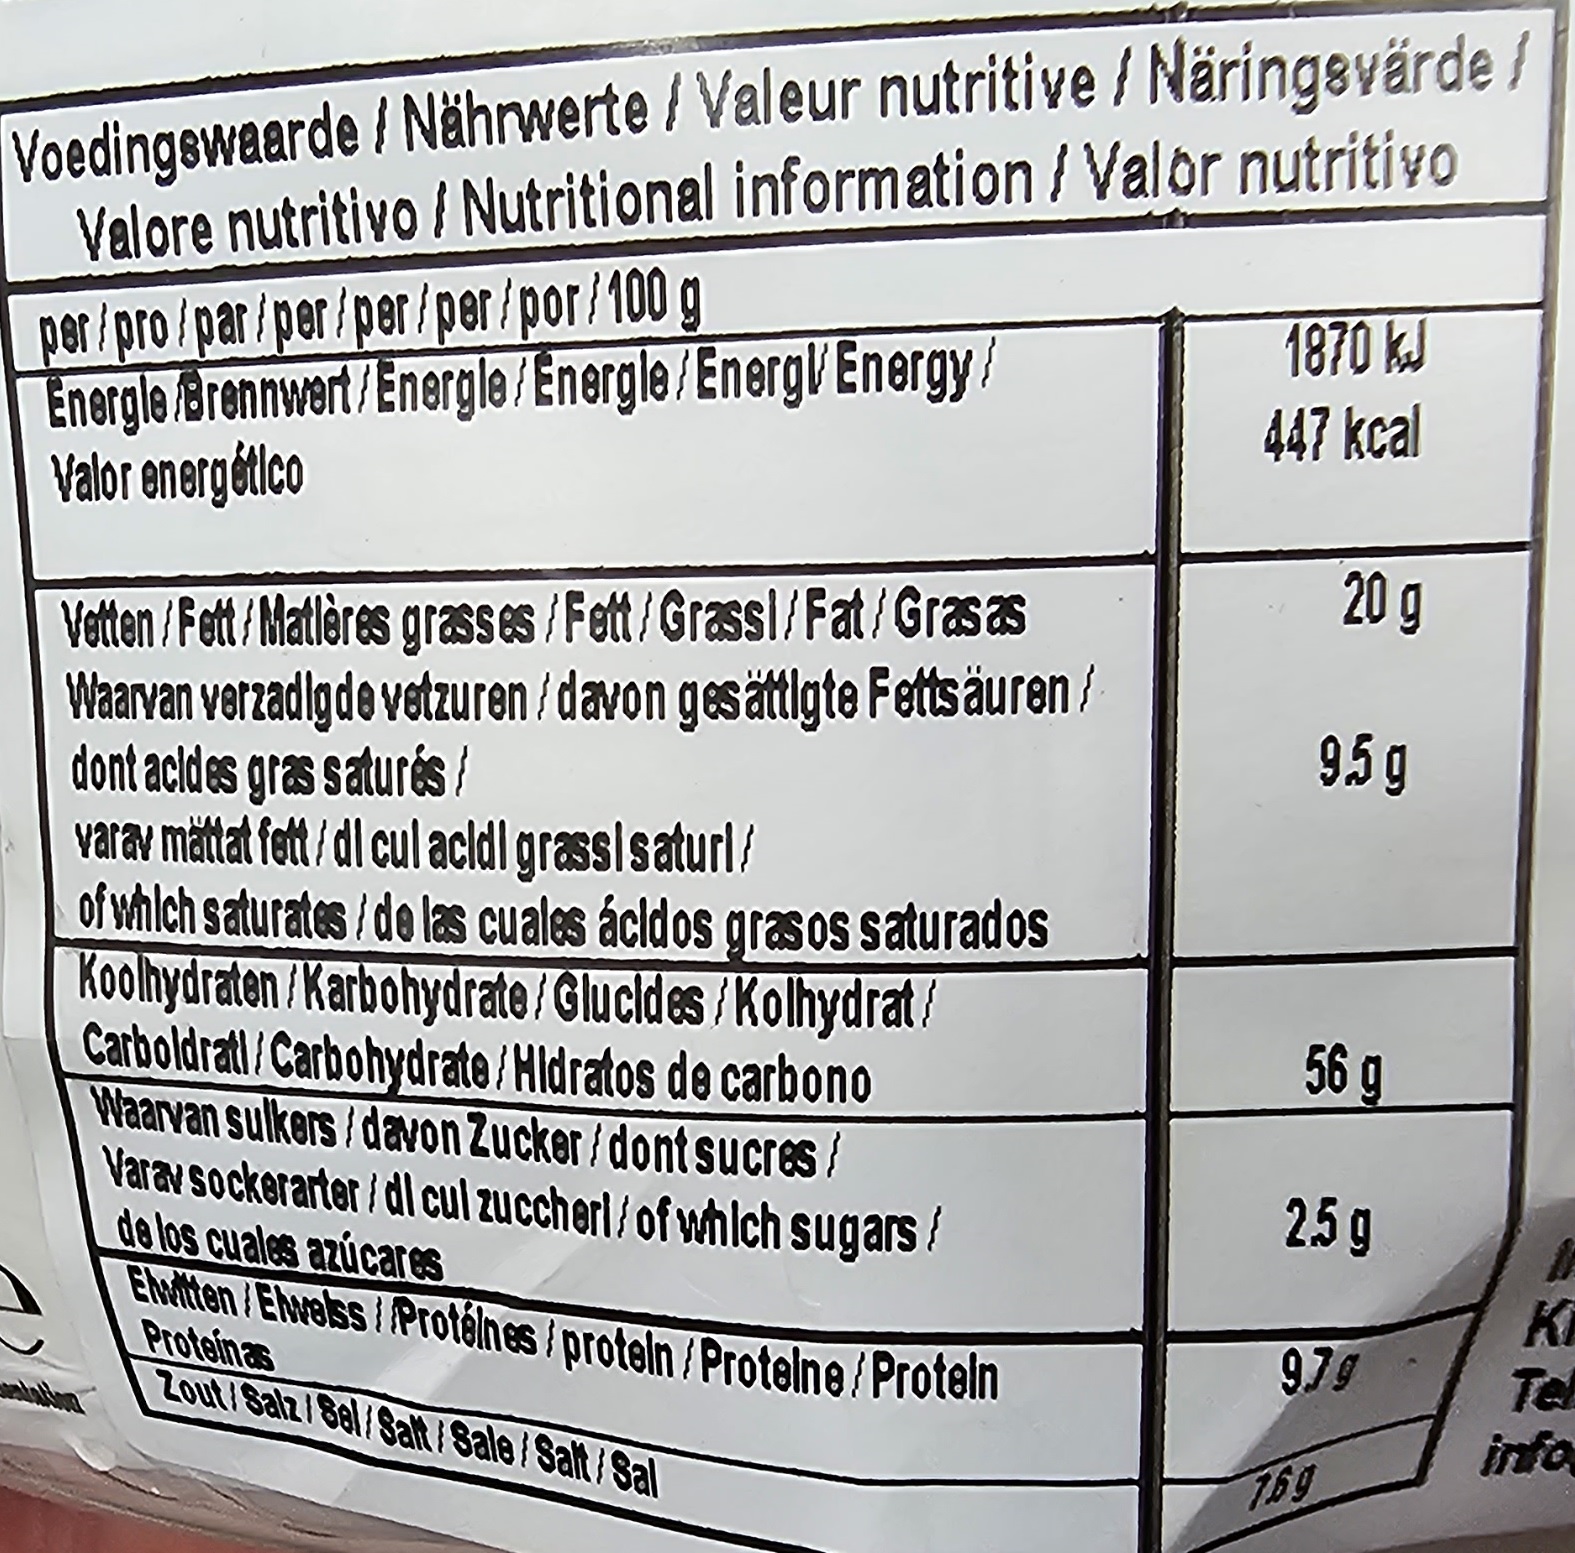 Voedingswaarde / Nährwerte / Valeur nutritive / Näringsvärde /
Valore nutritivo / Nutritional information / Valor nutritivo
per / pro / par / per / per / per / por / 100 g
Energie /Brennwert / Énergie / Énergie / Energi/ Energy /
1870 kJ
Valor energético
447 kcal
Vetten / Fett / Matières grasses / Fett / Grassi / Fat / Grasas
20 g
Waarvan verzadigde vetzuren / davon gesättigte Fettsäuren /
dont acides gras saturés /
9.5 g
varav mättat fett / di cui acidi grassi saturi /
of which saturates / de las cuales ácidos grasos saturados
Koolhydraten / Karbohydrate / Glucides / Kolhydrat /
Carboidrati / Carbohydrate / Hidratos de carbono
56 g
Waarvan suikers / davon Zucker / dont sucres /
Varav sockerarter / di cui zuccheri / of which sugars /
2.5 g
de los cuales azúcares
Eiwitten / Eiweiss / /Protéines / protein / Proteine / Protein
9.7 g
Proteínas
Zout / Salz / Sel / Salt / Sale / Salt / Sal
7.6 g
e
Tel
info